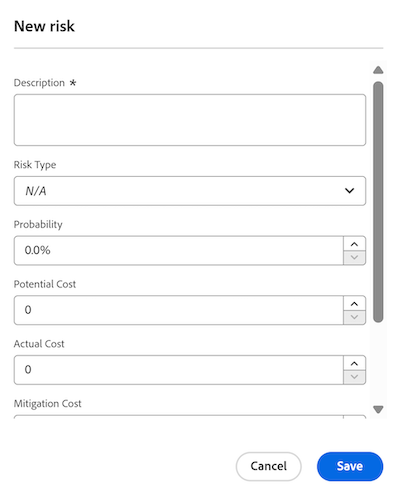 New risk
Description *
Risk Type
N/A
Probability
0.0%
Potential Cost
0
Actual Cost
0
Mitigation Cost
Cancel Save